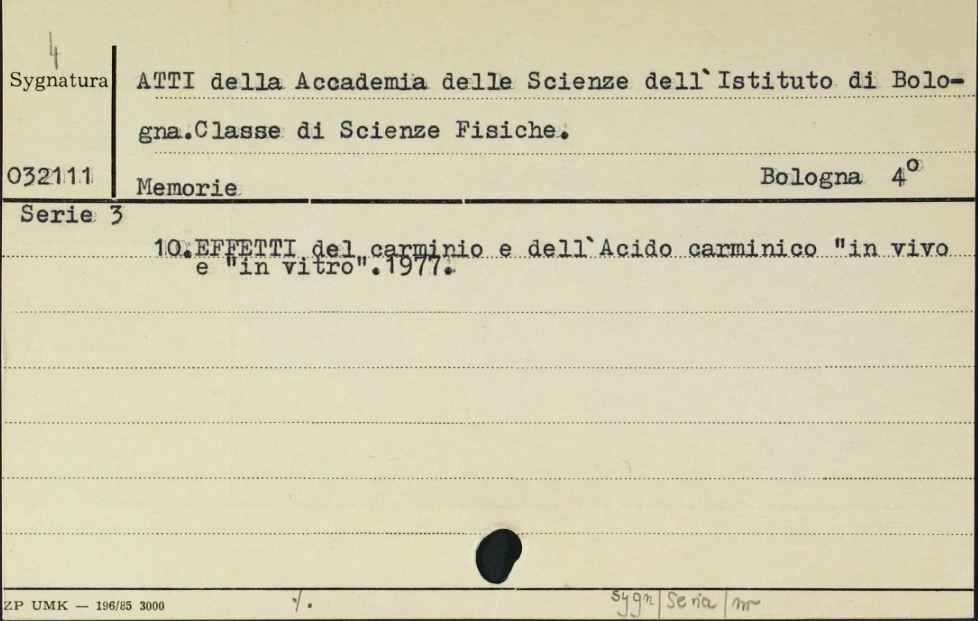 4
Sygnatura
ATTI della Accademia delle Scienze dell`Istituto di Bolo-
gna.Classe di Scienze Fisiche.
032111
Memorie
Bologna 4°
Serie 3
10.EFFETTI del carminio e dell`Acido carminico "in vivo
e "in vitro".1977.
ZP UMK — 196/85 3000
·/.
sygn/seria/nr